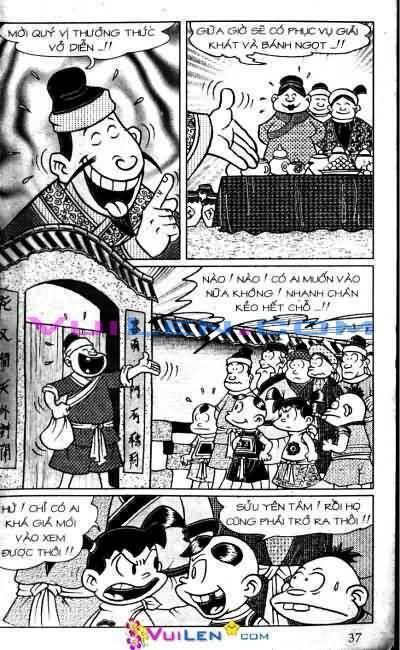 MỜI QUÝ VỊ THƯỞNG THỨC
VỞ DIỄN ..!!
GIỮA GIỜ SẼ CÓ PHỤC VỤ GIẢI
KHÁT VÀ BÁNH NGỌT ..!!
NÀO! NÀO! CÓ AI MUỐN VÀO
NỮA KHÔNG! NHANH CHÂN
KẺO HẾT CHỖ ..!!
VUILEN.COM
HỨ! CHỈ CÓ AI
KHÁ GIẢ MỚI
VÀO XEM
ĐƯỢC THÔI!
SỬU YÊN TÂM! RỒI HỌ
CŨNG PHẢI TRỞ RA THÔI!
37
VUILEN.COM